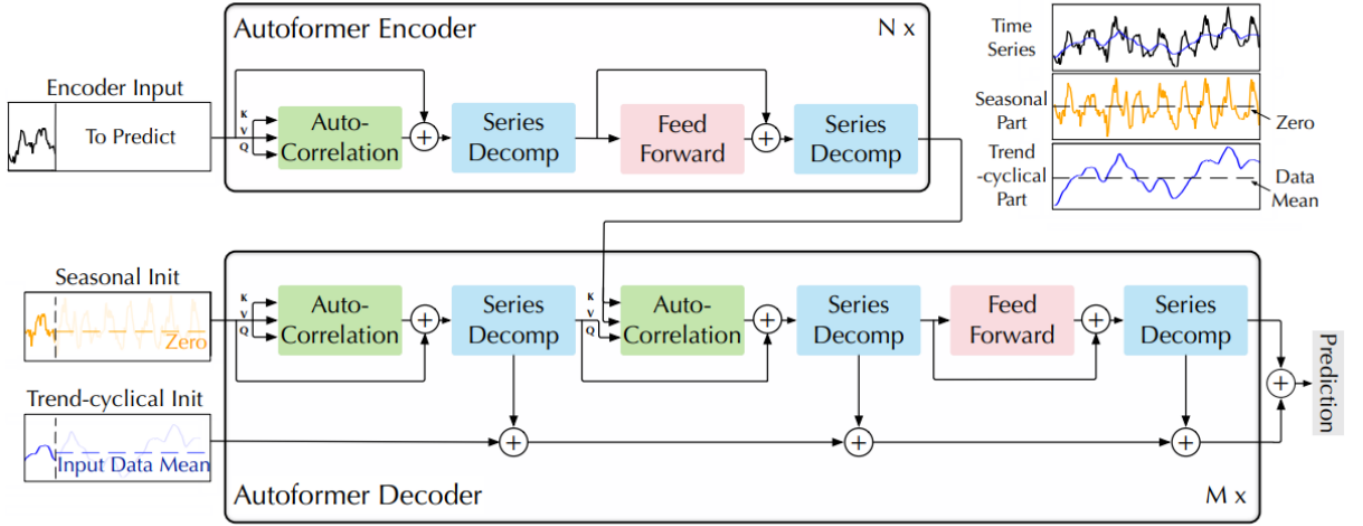 Autoformer Encoder
N x
Time
Series
Encoder Input
To Predict
K
V
Q
Auto-
Correlation
+
Series
Decomp
Feed
Forward
+
Series
Decomp
Seasonal
Part
Zero
Trend
-cyclical
Part
Data
Mean
Seasonal Init
Zero
K
V
Q
Auto-
Correlation
+
Series
Decomp
K
V
Q
Auto-
Correlation
+
Series
Decomp
Feed
Forward
+
Series
Decomp
+
Prediction
Trend-cyclical Init
Input Data Mean
+
+
+
Autoformer Decoder
M x